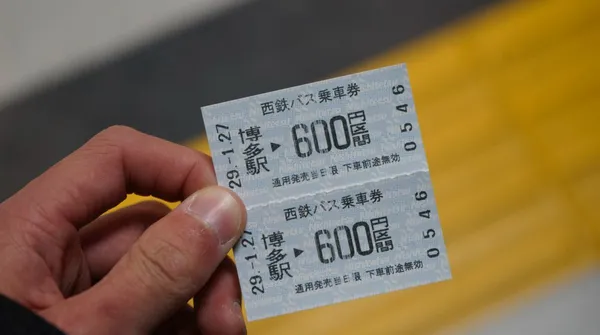 西鉄バス乗車券
29.-1.27
博多駅▶600円区間
0546
通用発売当日限 下車前途無効
西鉄バス乗車券
29.-1.27
博多駅▶600円区間
0546
通用発売当日限 下車前途無効